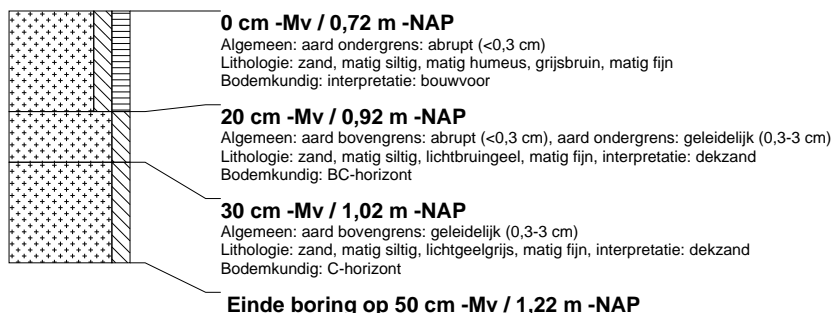 0 cm -Mv / 0,72 m -NAP
Algemeen: aard ondergrens: abrupt (<0,3 cm)
Lithologie: zand, matig siltig, matig humeus, grijsbruin, matig fijn
Bodemkundig: interpretatie: bouwvoor
20 cm -Mv / 0,92 m -NAP
Algemeen: aard bovengrens: abrupt (<0,3 cm), aard ondergrens: geleidelijk (0,3-3 cm)
Lithologie: zand, matig siltig, lichtbruingeel, matig fijn, interpretatie: dekzand
Bodemkundig: BC-horizont
30 cm -Mv / 1,02 m -NAP
Algemeen: aard bovengrens: geleidelijk (0,3-3 cm)
Lithologie: zand, matig siltig, lichtgeelgrijs, matig fijn, interpretatie: dekzand
Bodemkundig: C-horizont
Einde boring op 50 cm -Mv / 1,22 m -NAP